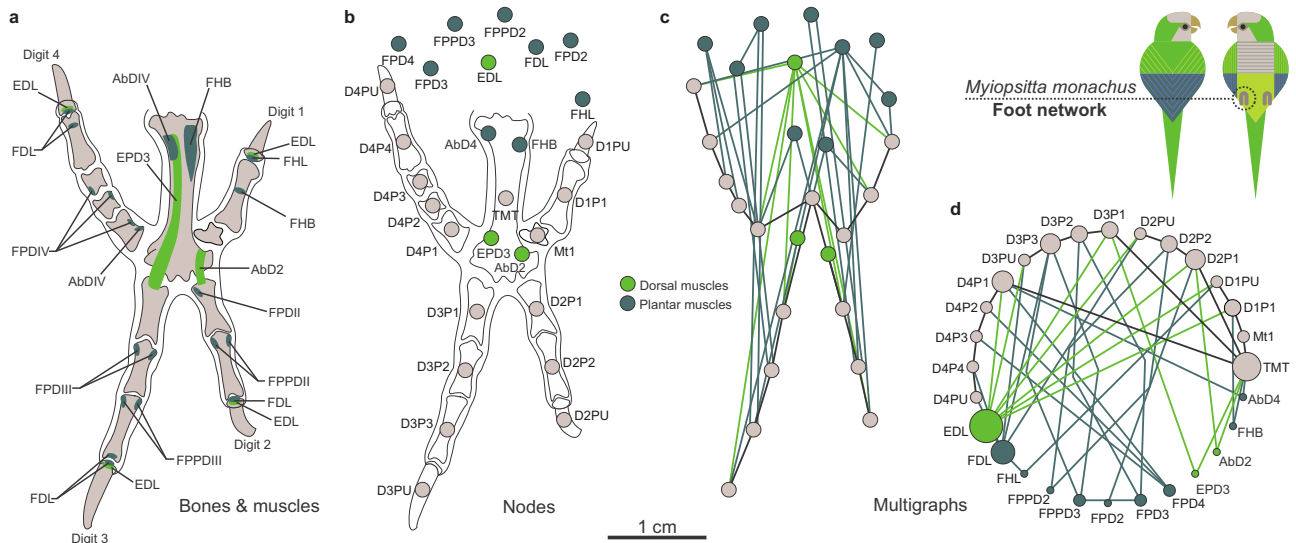 a
Digit 4
EDL
AbDIV
FHB
Digit 1
FDL
EPD3
EDL
FHL
FHB
FPDIV
AbDIV
AbD2
FPDII
FPDIII
FPPDII
FDL
EDL
Digit 2
FPPDIII
FDL
EDL
Digit 3
Bones & muscles
b
FPPD2
FPPD3
FPD4
FPD2
FDL
FPD3
EDL
D4PU
FHL
D4P4
AbD4
FHB
D1PU
D4P3
D1P1
D4P2
TMT
D4P1
EPD3
AbD2
Mt1
D3P1
D2P1
D3P2
D2P2
D3P3
D2PU
D3PU
Nodes
1 cm
c
Dorsal muscles
Plantar muscles
Multigraphs
Myiopsitta monachus
Foot network
d
D3P1
D3P2
D2PU
D3P3
D2P2
D3PU
D2P1
D4P1
D1PU
D4P2
D1P1
D4P3
Mt1
D4P4
TMT
D4PU
AbD4
EDL
FHB
FDL
AbD2
FHL
EPD3
FPPD2
FPD4
FPPD3
FPD3
FPD2